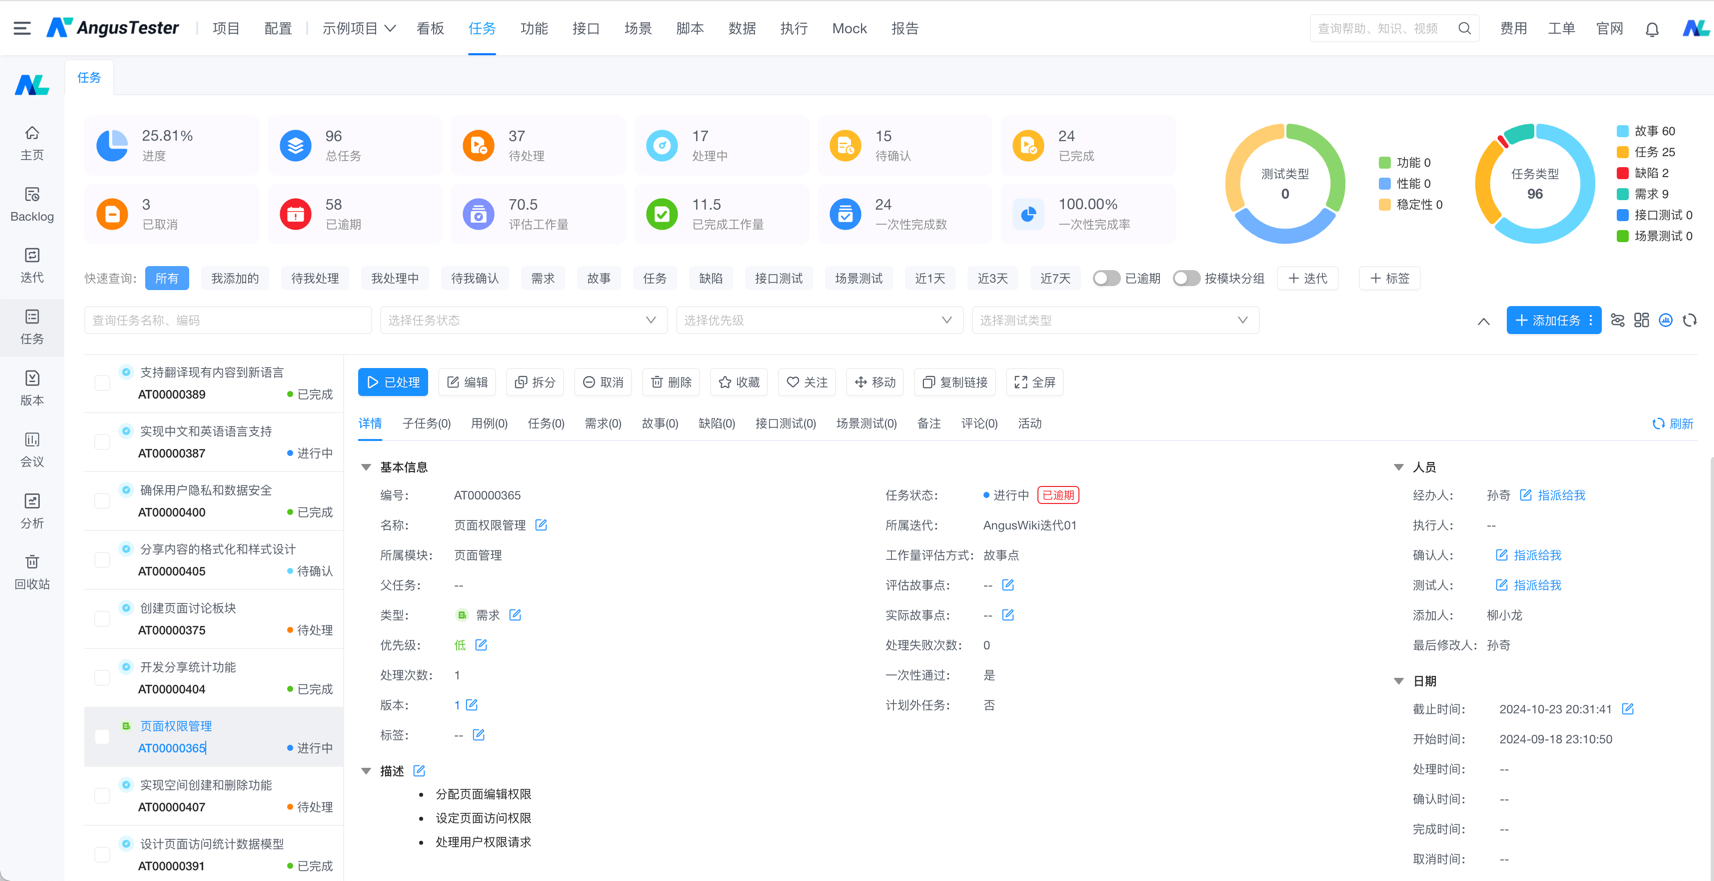 AngusTester
项目
配置
示例项目
看板
任务
功能
接口
场景
脚本
数据
执行
Mock
报告
查询帮助、知识、视频
费用
工单
官网
主页
Backlog
迭代
任务
版本
会议
分析
回收站
任务
25.81%
进度
96
总任务
37
待处理
17
处理中
15
待确认
24
已完成
3
已取消
58
已逾期
70.5
评估工作量
11.5
已完成工作量
24
一次性完成数
100.00%
一次性完成率
测试类型
0
功能 0
性能 0
稳定性 0
任务类型
96
故事 60
任务 25
缺陷 2
需求 9
接口测试 0
场景测试 0
快速查询:
所有
我添加的
待我处理
我处理中
待我确认
需求
故事
任务
缺陷
接口测试
场景测试
近1天
近3天
近7天
已逾期
按模块分组
+ 迭代
+ 标签
查询任务名称、编码
选择任务状态
选择优先级
选择测试类型
+ 添加任务
支持翻译现有内容到新语言
AT00000389 已完成
实现中文和英语语言支持
AT00000387 进行中
确保用户隐私和数据安全
AT00000400 已完成
分享内容的格式化和样式设计
AT00000405 待确认
创建页面讨论板块
AT00000375 待处理
开发分享统计功能
AT00000404 已完成
页面权限管理
AT00000365 进行中
实现空间创建和删除功能
AT00000407 待处理
设计页面访问统计数据模型
AT00000391 已完成
已处理
编辑
拆分
取消
删除
收藏
关注
移动
复制链接
全屏
详情
子任务(0)
用例(0)
任务(0)
需求(0)
故事(0)
缺陷(0)
接口测试(0)
场景测试(0)
备注
评论(0)
活动
刷新
基本信息
编号: AT00000365
名称: 页面权限管理
所属模块: 页面管理
父任务: --
类型: 需求
优先级: 低
处理次数: 1
版本: 1
标签: --
任务状态: 进行中 已逾期
所属迭代: AngusWiki迭代01
工作量评估方式: 故事点
评估故事点: --
实际故事点: --
处理失败次数: 0
一次性通过: 是
计划外任务: 否
描述
• 分配页面编辑权限
• 设定页面访问权限
• 处理用户权限请求
人员
经办人: 孙奇 指派给我
执行人: --
确认人: 指派给我
测试人: 指派给我
添加人: 柳小龙
最后修改人: 孙奇
日期
截止时间: 2024-10-23 20:31:41
开始时间: 2024-09-18 23:10:50
处理时间: --
确认时间: --
完成时间: --
取消时间: --